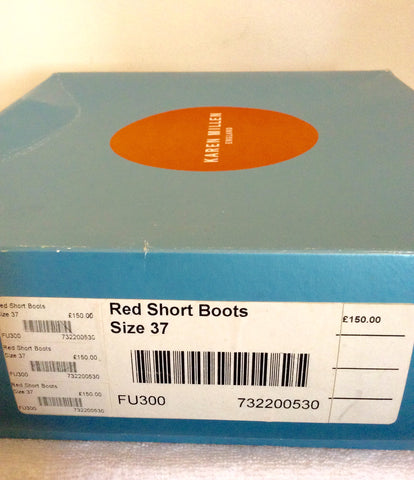 KAREN MILLEN
ENGLAND
Red Short Boots
Size 37
£150.00
FU300
732200530
Red Short Boots
Size 37
£150.00
FU300
732200530
Red Short Boots
Size 37
£150.00
FU300
732200530
Red Short Boots
Size 37
FU300 732200530
£150.00